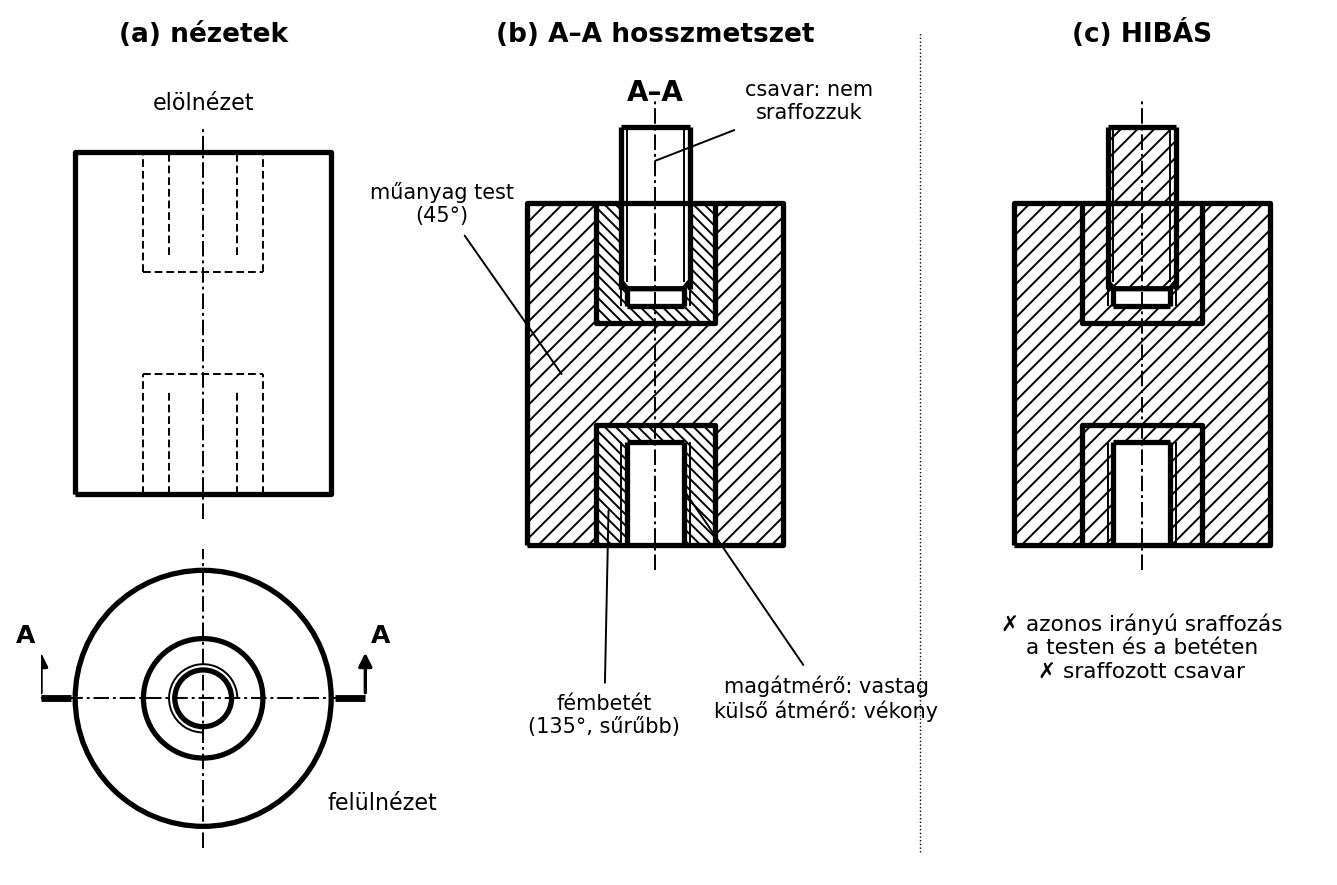 (a) nézetek
elölnézet
A
A
felülnézet
(b) A–A hosszmetszet
A–A
csavar: nem
sraffozzuk
műanyag test
(45°)
fémbetét
(135°, sűrűbb)
magátmérő: vastag
külső átmérő: vékony
(c) HIBÁS
✗ azonos irányú sraffozás
a testen és a betéten
✗ sraffozott csavar